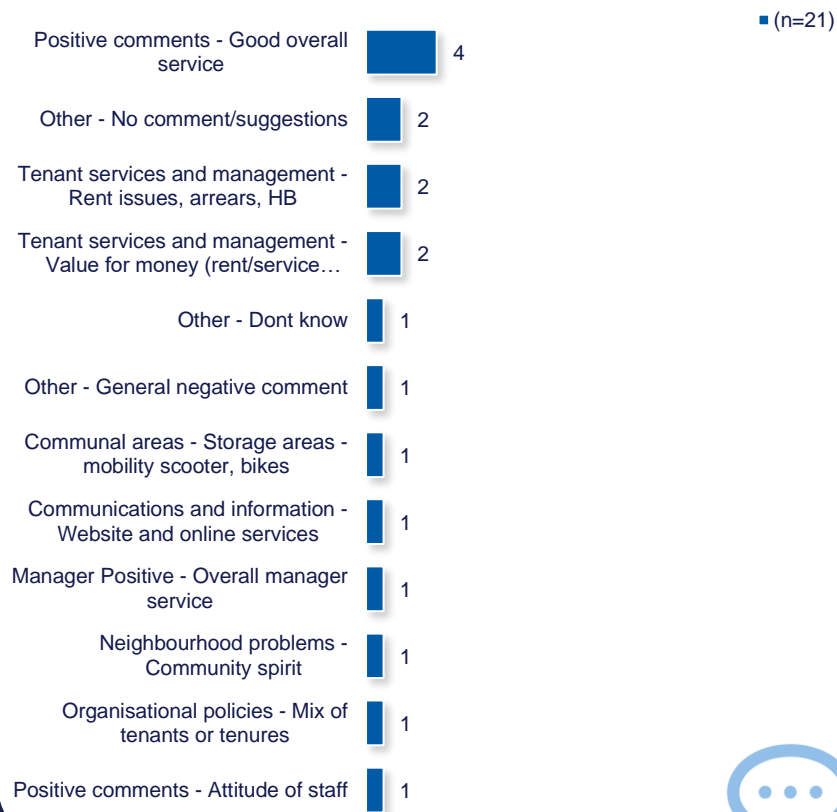 (n=21)
Positive comments - Good overall
service
4
Other - No comment/suggestions
2
Tenant services and management -
Rent issues, arrears, HB
2
Tenant services and management -
Value for money (rent/service…
2
Other - Dont know
1
Other - General negative comment
1
Communal areas - Storage areas -
mobility scooter, bikes
1
Communications and information -
Website and online services
1
Manager Positive - Overall manager
service
1
Neighbourhood problems -
Community spirit
1
Organisational policies - Mix of
tenants or tenures
1
Positive comments - Attitude of staff
1